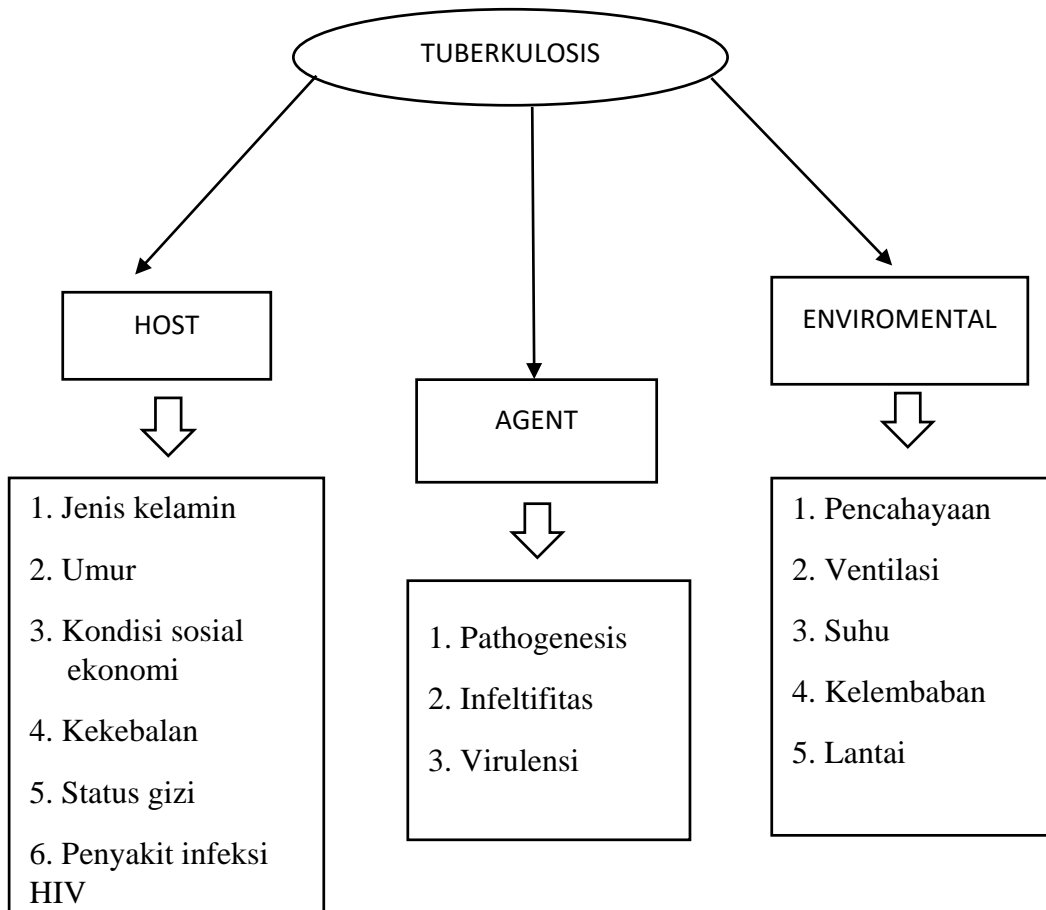 TUBERKULOSIS
HOST
1. Jenis kelamin
2. Umur
3. Kondisi sosial
ekonomi
4. Kekebalan
5. Status gizi
6. Penyakit infeksi
HIV
AGENT
1. Pathogenesis
2. Infeltifitas
3. Virulensi
ENVIROMENTAL
1. Pencahayaan
2. Ventilasi
3. Suhu
4. Kelembaban
5. Lantai